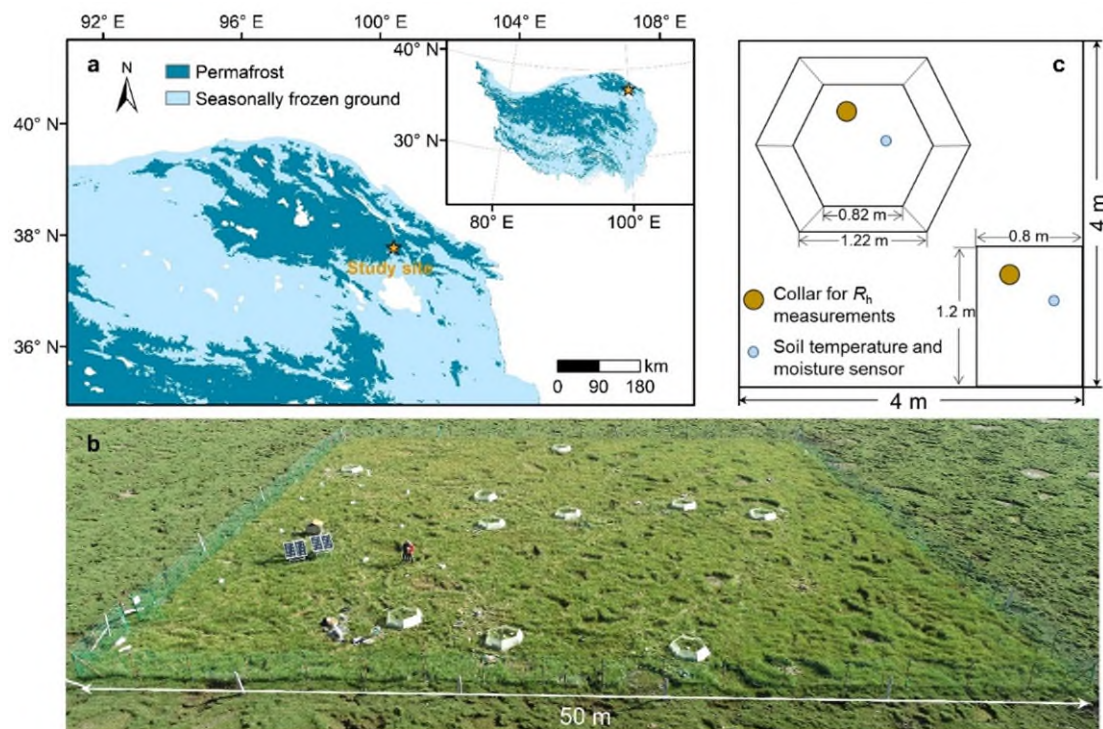 92° E
96° E
100° E
104° E
108° E
a
N
Permafrost
Seasonally frozen ground
40° N
38° N
36° N
Study site
km
0 90 180
40° N
30° N
80° E
100° E
c
0.82 m
1.22 m
0.8 m
1.2 m
4 m
Collar for Rh
measurements
Soil temperature and
moisture sensor
4 m
b
50 m